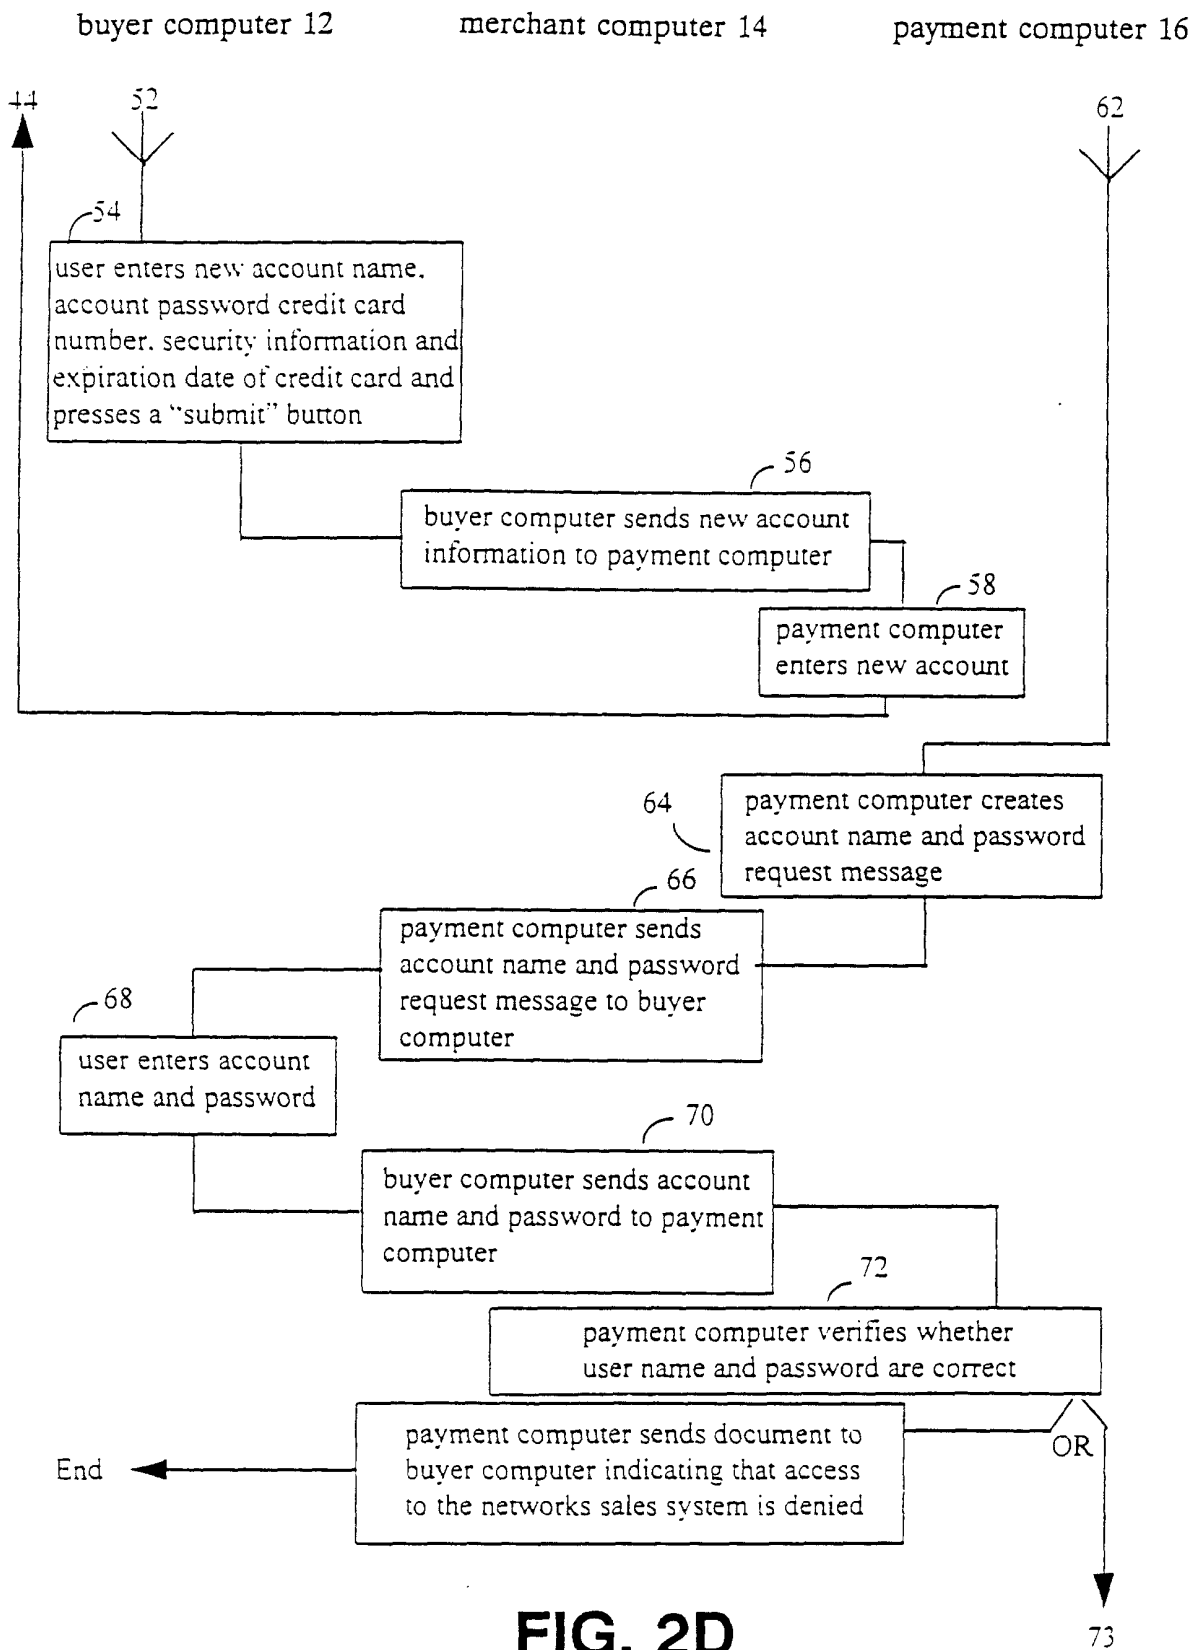 buyer computer 12 merchant computer 14 payment computer 16
44 52 62
54
user enters new account name,
account password credit card
number, security information and
expiration date of credit card and
presses a "submit" button
56
buyer computer sends new account
information to payment computer
58
payment computer
enters new account
64
payment computer creates
account name and password
request message
66
payment computer sends
account name and password
request message to buyer
computer
68
user enters account
name and password
70
buyer computer sends account
name and password to payment
computer
72
payment computer verifies whether
user name and password are correct
OR
payment computer sends document to
buyer computer indicating that access
to the networks sales system is denied
End
73
FIG. 2D